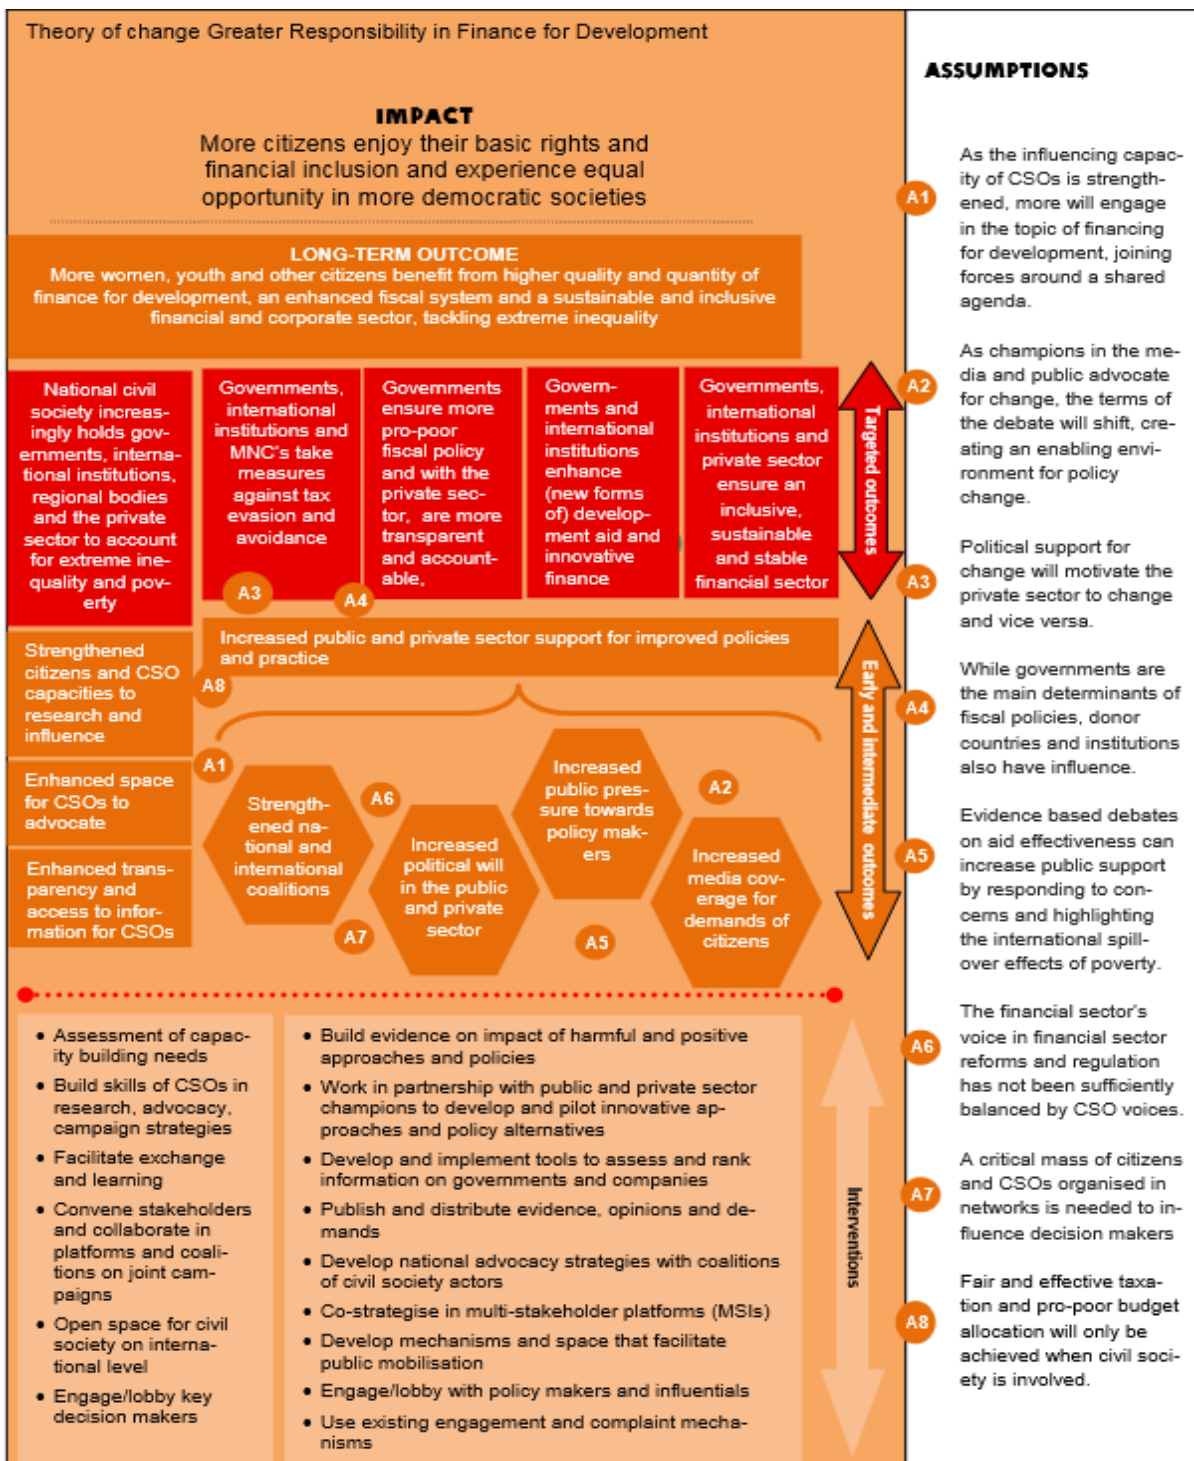 Theory of change Greater Responsibility in Finance for Development
IMPACT
More citizens enjoy their basic rights and
financial inclusion and experience equal
opportunity in more democratic societies
LONG-TERM OUTCOME
More women, youth and other citizens benefit from higher quality and quantity of
finance for development, an enhanced fiscal system and a sustainable and inclusive
financial and corporate sector, tackling extreme inequality
National civil
society increas-
ingly holds gov-
ernments, interna-
tional institutions,
regional bodies
and the private
sector to account
for extreme ine-
quality and pov-
erty
Governments,
international
institutions and
MNC's take
measures
against tax
evasion and
avoidance
Governments
ensure more
pro-poor
fiscal policy
and with the
private sec-
tor, are more
transparent
and account-
able,
Govern-
ments and
international
institutions
enhance
(new forms
of) develop-
ment aid and
innovative
finance
Governments,
international
institutions and
private sector
ensure an
inclusive,
sustainable
and stable
financial sector
Targeted outcomes
A3
A4
Strengthened
citizens and CSO
capacities to
research and
influence
Enhanced space
for CSOs to
advocate
Enhanced trans-
parency and
access to infor-
mation for CSOs
Increased public and private sector support for improved policies
and practice
A8
A1
Strength-
ened na-
tional and
international
coalitions
A6
A7
Increased
political will
in the public
and private
sector
Increased
public pres-
sure towards
policy mak-
ers
A5
A2
Increased
media cov-
erage for
demands of
citizens
Early and intermediate outcomes
• Assessment of capac-
ity building needs
• Build skills of CSOs in
research, advocacy,
campaign strategies
• Facilitate exchange
and learning
• Convene stakeholders
and collaborate in
platforms and coali-
tions on joint cam-
paigns
• Open space for civil
society on interna-
tional level
• Engage/lobby key
decision makers
• Build evidence on impact of harmful and positive
approaches and policies
• Work in partnership with public and private sector
champions to develop and pilot innovative ap-
proaches and policy alternatives
• Develop and implement tools to assess and rank
information on governments and companies
• Publish and distribute evidence, opinions and de-
mands
• Develop national advocacy strategies with coalitions
of civil society actors
• Co-strategise in multi-stakeholder platforms (MSIs)
• Develop mechanisms and space that facilitate
public mobilisation
• Engage/lobby with policy makers and influentials
• Use existing engagement and complaint mecha-
nisms
Interventions
ASSUMPTIONS
A1
As the influencing capac-
ity of CSOs is strength-
ened, more will engage
in the topic of financing
for development, joining
forces around a shared
agenda.
A2
As champions in the me-
dia and public advocate
for change, the terms of
the debate will shift, cre-
ating an enabling envi-
ronment for policy
change.
A3
Political support for
change will motivate the
private sector to change
and vice versa.
A4
While governments are
the main determinants of
fiscal policies, donor
countries and institutions
also have influence.
A5
Evidence based debates
on aid effectiveness can
increase public support
by responding to con-
cerns and highlighting
the international spill-
over effects of poverty.
A6
The financial sector's
voice in financial sector
reforms and regulation
has not been sufficiently
balanced by CSO voices.
A7
A critical mass of citizens
and CSOs organised in
networks is needed to in-
fluence decision makers
A8
Fair and effective taxa-
tion and pro-poor budget
allocation will only be
achieved when civil soci-
ety is involved.